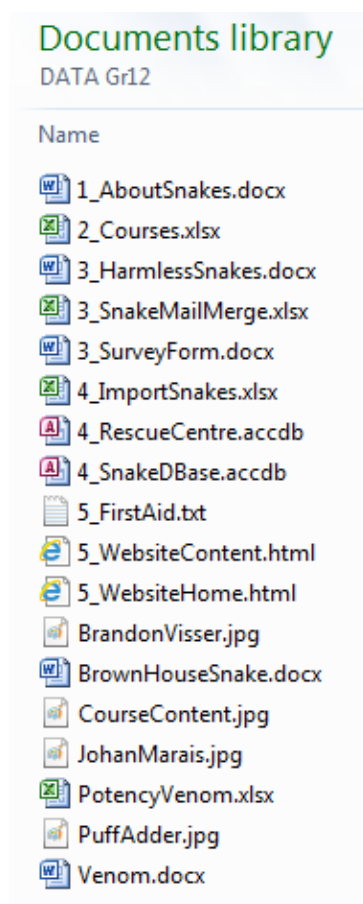 Documents library
DATA Gr12
Name
1_AboutSnakes.docx
2_Courses.xlsx
3_HarmlessSnakes.docx
3_SnakeMailMerge.xlsx
3_SurveyForm.docx
4_ImportSnakes.xlsx
4_RescueCentre.accdb
4_SnakeDBase.accdb
5_FirstAid.txt
5_WebsiteContent.html
5_WebsiteHome.html
BrandonVisser.jpg
BrownHouseSnake.docx
CourseContent.jpg
JohanMarais.jpg
PotencyVenom.xlsx
PuffAdder.jpg
Venom.docx